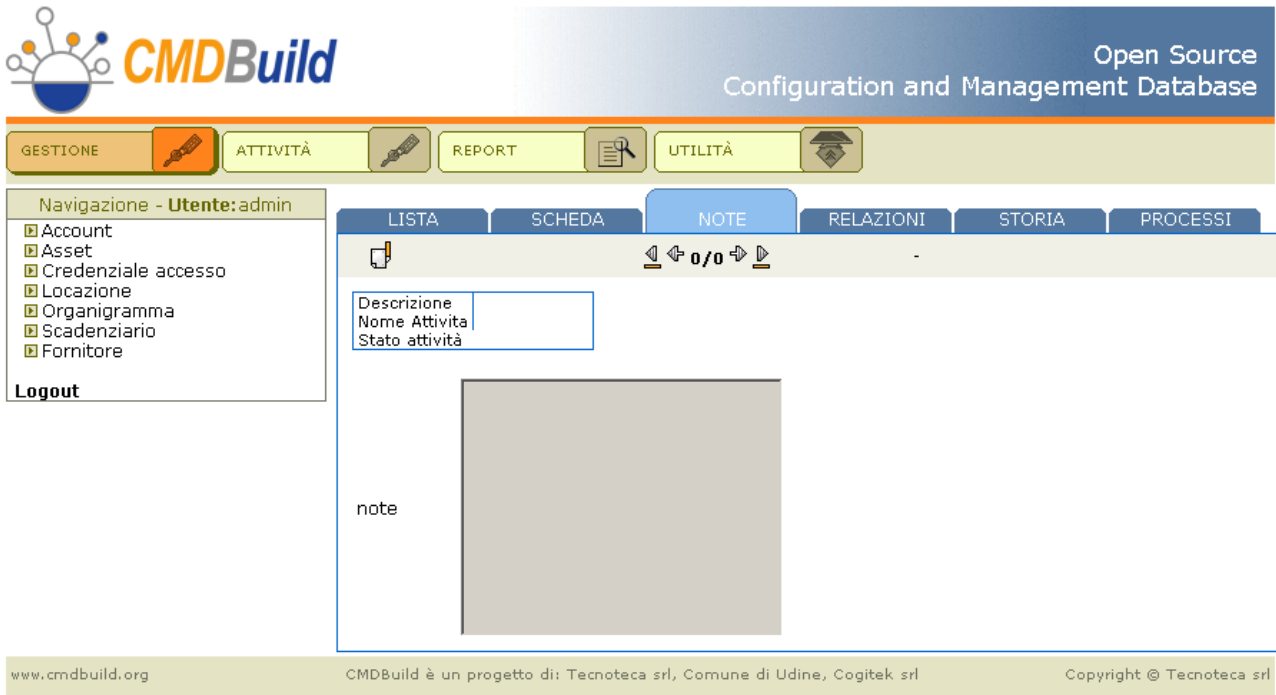 CMDBuild
Open Source
Configuration and Management Database
GESTIONE
ATTIVITÀ
REPORT
UTILITÀ
Navigazione - Utente:admin
Account
Asset
Credenziale accesso
Locazione
Organigramma
Scadenziario
Fornitore
Logout
LISTA
SCHEDA
NOTE
RELAZIONI
STORIA
PROCESSI
0/0
-
Descrizione
Nome Attivita
Stato attività
note
www.cmdbuild.org
CMDBuild è un progetto di: Tecnoteca srl, Comune di Udine, Cogitek srl
Copyright © Tecnoteca srl